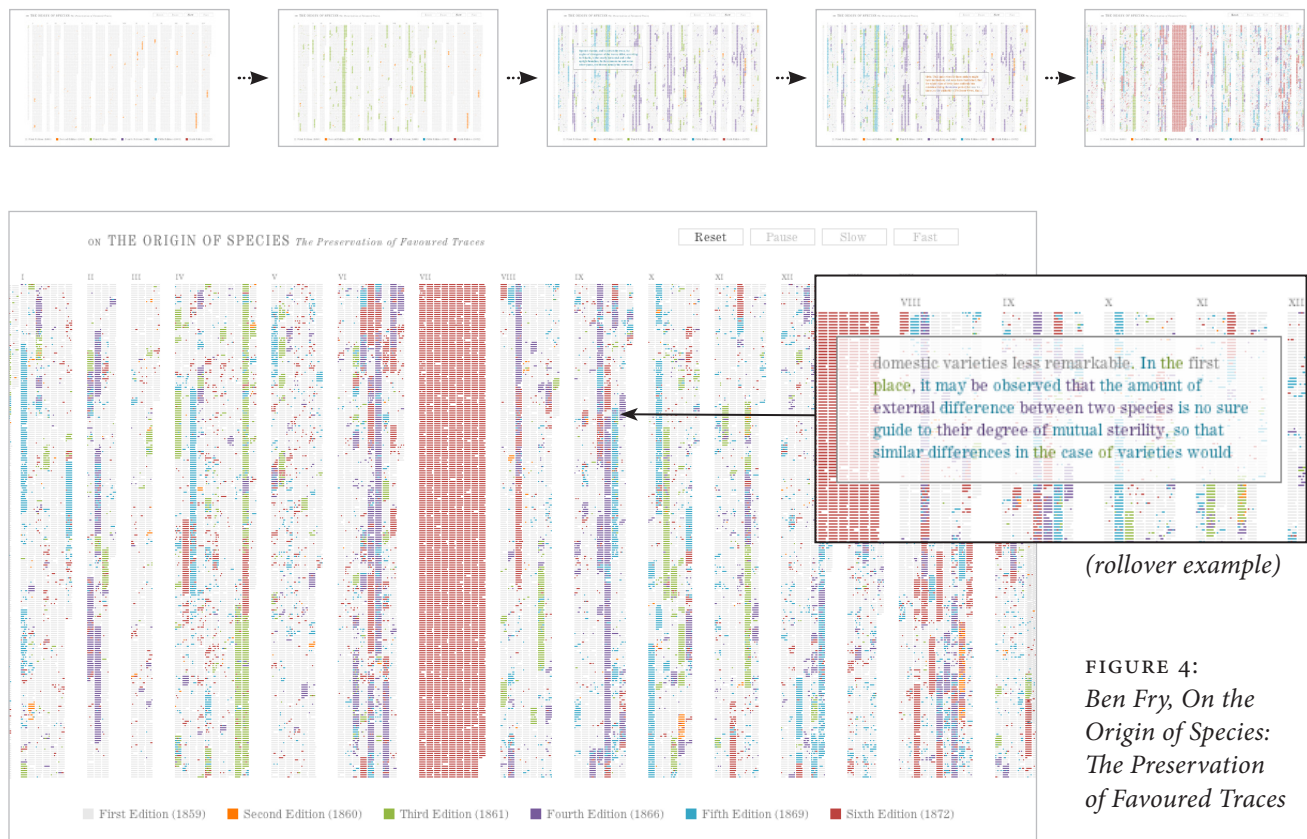 ON THE ORIGIN OF SPECIES The Preservation of Favoured Traces
Reset Pause Slow Fast
I II III IV V VI VII VIII IX X XI XII
VIII IX X XI XII
domestic varieties less remarkable. In the first
place, it may be observed that the amount of
external difference between two species is no sure
guide to their degree of mutual sterility, so that
similar differences in the case of varieties would
(rollover example)
FIGURE 4:
Ben Fry, On the
Origin of Species:
The Preservation
of Favoured Traces
First Edition (1859) Second Edition (1860) Third Edition (1861) Fourth Edition (1866) Fifth Edition (1869) Sixth Edition (1872)